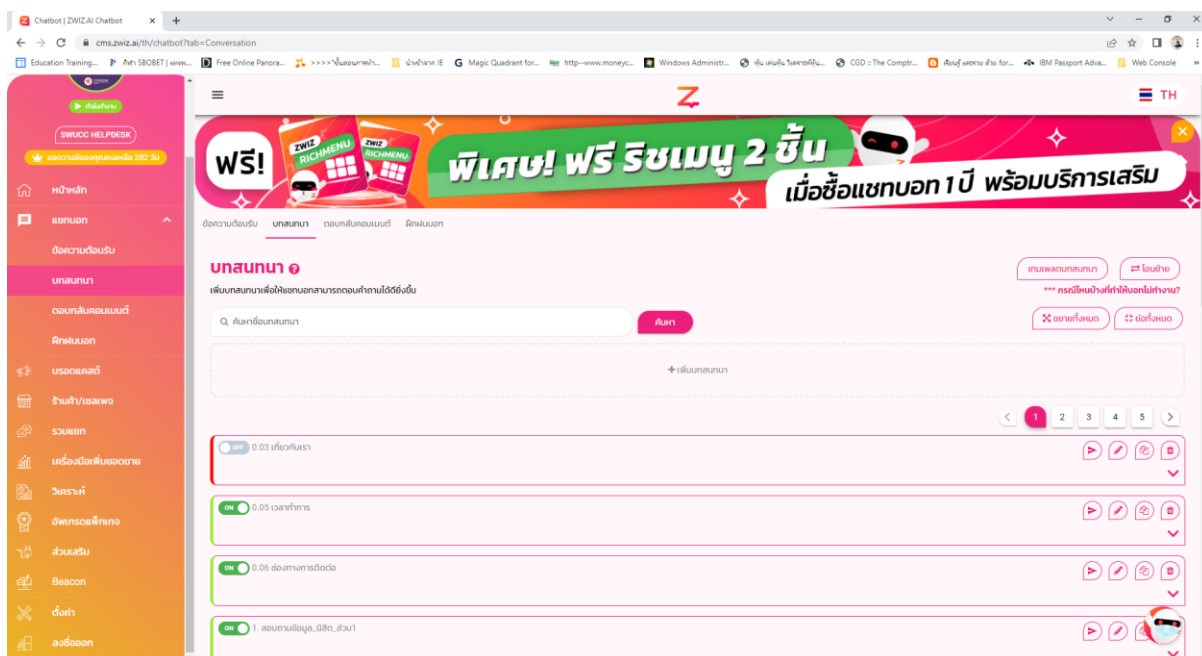 Chatbot | ZWIZ.AI Chatbot
cms.zwiz.ai/th/chatbot?tab=Conversation
Education Training...
Free Online Panora...
Magic Quadrant for...
http--www.moneyc...
Windows Administr...
CGD :: The Comptr...
IBM Passport Adva...
Web Console
กำลังทำงาน
SWUCC HELPDESK
หน้าหลัก
แชทบอท
ข้อความต้อนรับ
บทสนทนา
ตอบกลับคอมเมนต์
ฝึกฝนบอท
บรอดแคสต์
ร้านค้า/เซลเพจ
รวมแชท
เครื่องมือเพิ่มยอดขาย
วิเคราะห์
อัพเกรดแพ็กเกจ
ส่วนเสริม
Beacon
ตั้งค่า
ลงชื่อออก
TH
ฟรี!
ZWIZ
RICHMENU
ZWIZ
RICHMENU
พิเศษ! ฟรี ริชเมนู 2 ชั้น
เมื่อซื้อแชทบอท 1 ปี พร้อมบริการเสริม
ข้อความต้อนรับ บทสนทนา ตอบกลับคอมเมนต์ ฝึกฝนบอท
บทสนทนา
เทมเพลตบทสนทนา
โอนย้าย
เพิ่มบทสนทนาเพื่อให้แชทบอทสามารถตอบคำถามได้ดียิ่งขึ้น
*** กรณีไหนบ้างที่ทำให้บอทไม่ทำงาน?
ค้นหาชื่อบทสนทนา
ค้นหา
ขยายทั้งหมด
ย่อทั้งหมด
+เพิ่มบทสนทนา
1 2 3 4 5
OFF 0.03 เกี่ยวกับเรา
ON 0.05 เวลาทำการ
ON 0.06 ช่องทางการติดต่อ
ON 1. สอบถามข้อมูล_นิสิต_ส่วน1